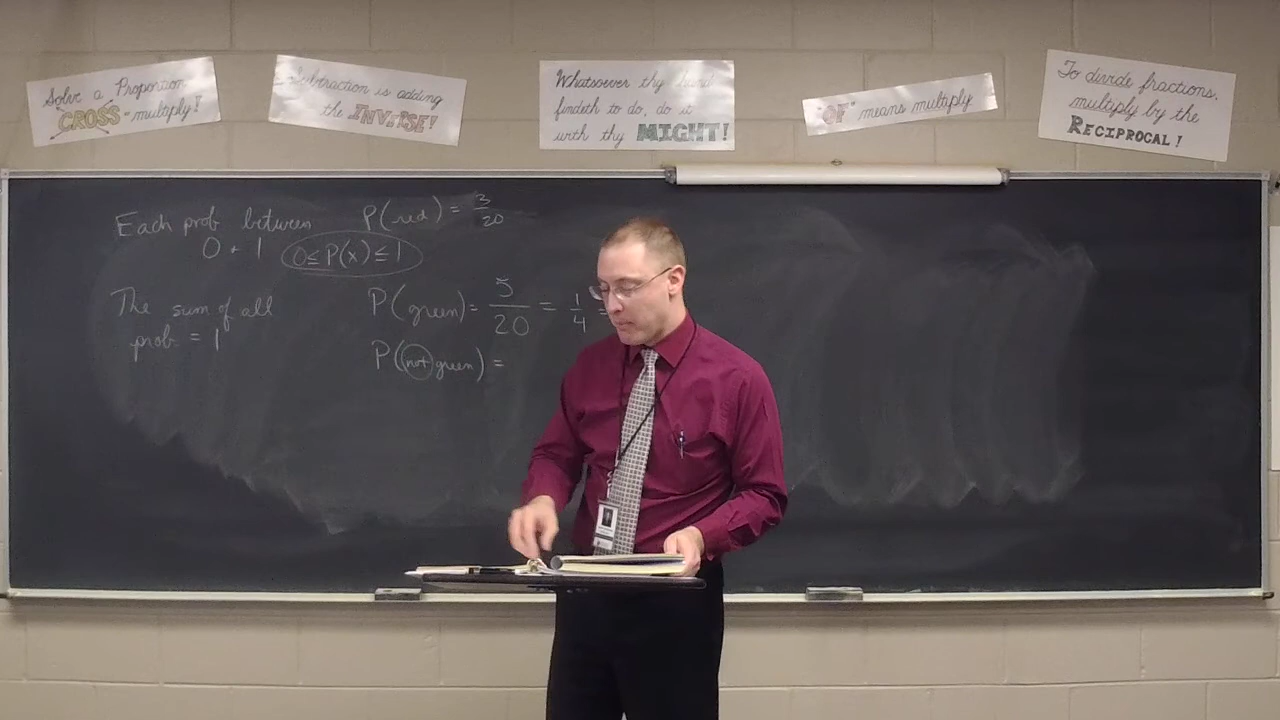 Solve a Proportion
CROSS-multiply!
Subtraction is adding
the INVERSE!
Whatsoever thy hand
findeth to do, do it
with thy MIGHT!
"OF" means multiply
To divide fractions,
multiply by the
RECIPROCAL!
Each prob between
0 + 1 0≤P(x)≤1
The sum of all
prob = 1
P(red) = 3/20
P(green) = 5/20 = 1/4 =
P(not green) =